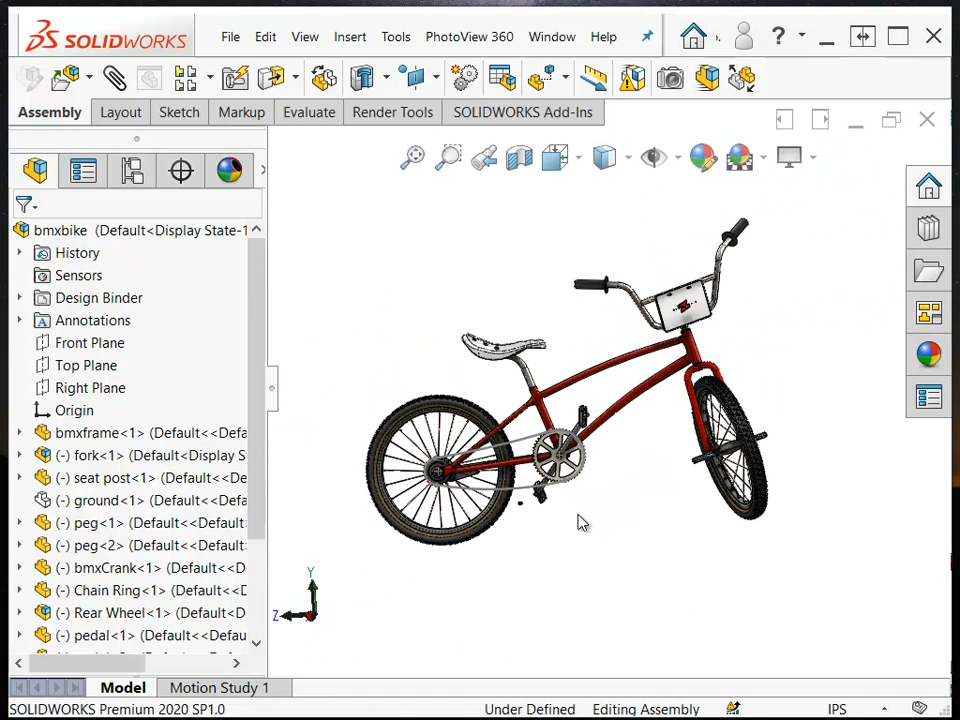 SOLIDWORKS
File Edit View Insert Tools PhotoView 360 Window Help
Assembly Layout Sketch Markup Evaluate Render Tools SOLIDWORKS Add-Ins
bmxbike (Default<Display State-1
History
Sensors
Design Binder
Annotations
Front Plane
Top Plane
Right Plane
Origin
bmxframe<1> (Default<<Defa
(-) fork<1> (Default<Display S
(-) seat post<1> (Default<<Def
(-) ground<1> (Default<<Defau
(-) peg<1> (Default<<Default
(-) peg<2> (Default<<Default
(-) bmxCrank<1> (Default<<De
(-) Chain Ring<1> (Default<<D
(-) Rear Wheel<1> (Default<D
(-) pedal<1> (Default<<Defau
Y
Z
Model Motion Study 1
SOLIDWORKS Premium 2020 SP1.0 Under Defined Editing Assembly IPS